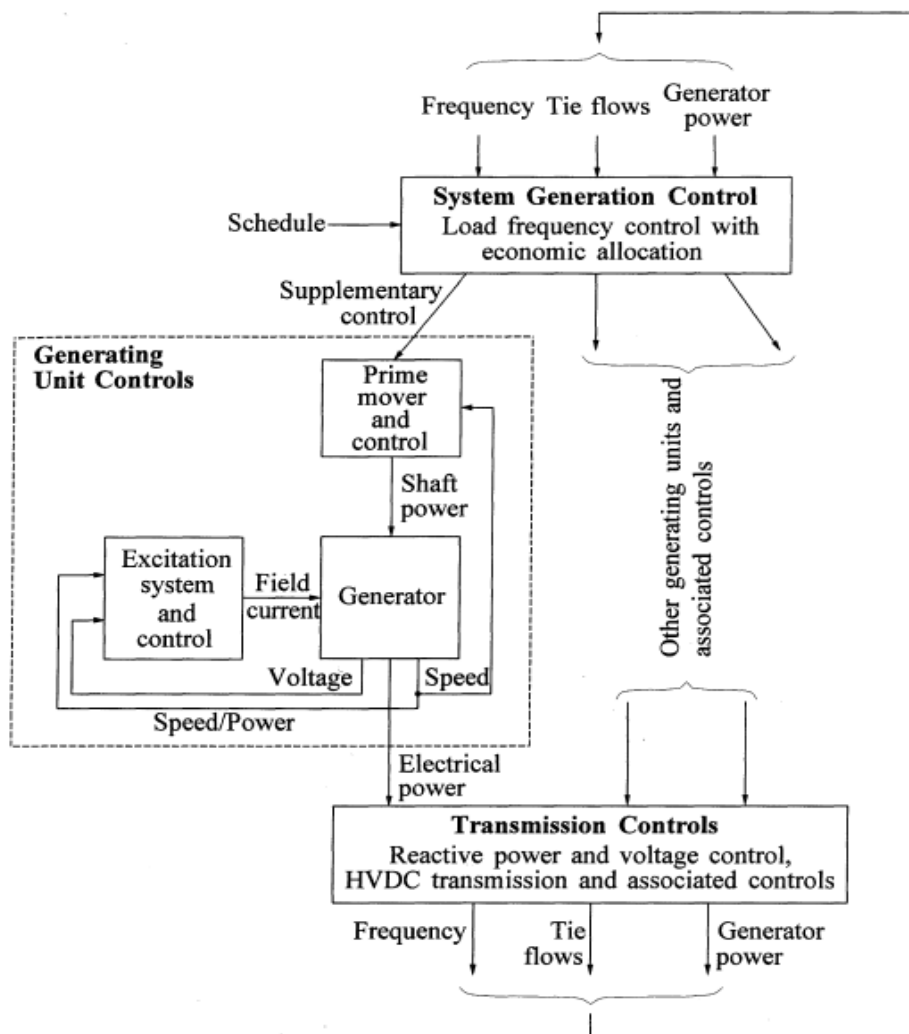 Frequency Tie flows Generator
power
System Generation Control
Schedule
Load frequency control with
economic allocation
Supplementary
control
Generating
Unit Controls
Prime
mover
and
control
Shaft
power
Other generating units and
associated controls
Excitation
system
and
control
Field
current
Generator
Voltage
Speed
Speed/Power
Electrical
power
Transmission Controls
Reactive power and voltage control,
HVDC transmission and associated controls
Frequency
Tie
flows
Generator
power